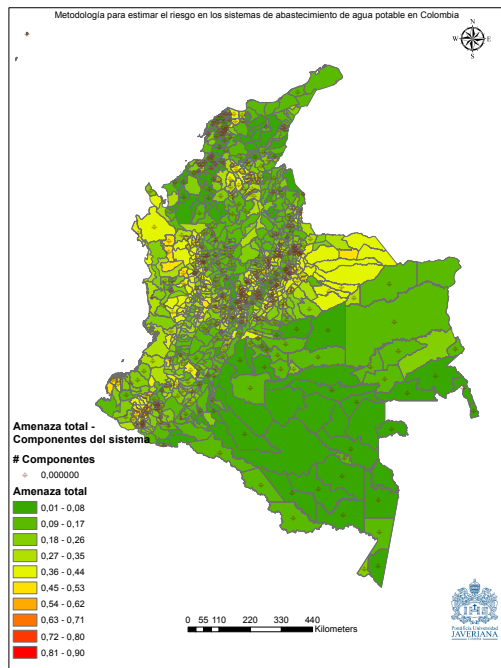 Metodología para estimar el riesgo en los sistemas de abastecimiento de agua potable en Colombia
N
W E
S
Amenaza total -
Componentes del sistema
# Componentes
0,000000
Amenaza total
0,01 - 0,08
0,09 - 0,17
0,18 - 0,26
0,27 - 0,35
0,36 - 0,44
0,45 - 0,53
0,54 - 0,62
0,63 - 0,71
0,72 - 0,80
0,81 - 0,90
0 55 110 220 330 440
Kilometers
Pontificia Universidad
JAVERIANA